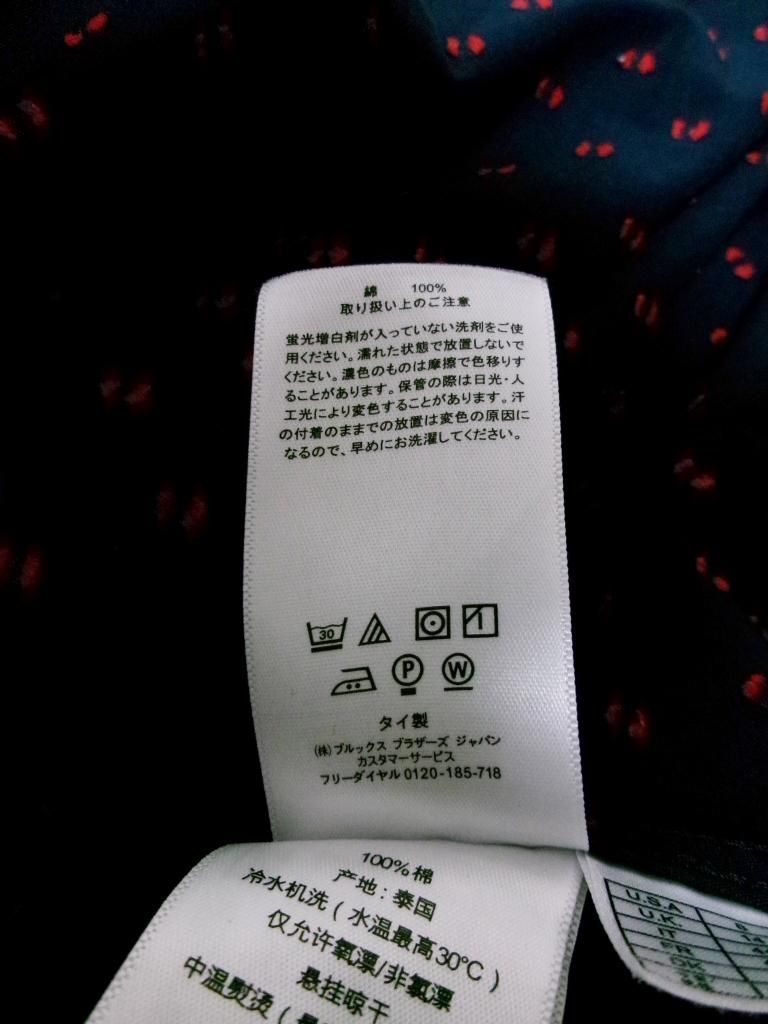 綿 100%
取り扱い上のご注意
蛍光増白剤が入っていない洗剤をご使
用ください。濡れた状態で放置しないで
ください。濃色のものは摩擦で色移りす
ることがあります。保管の際は日光・人
工光により変色することがあります。汗
の付着のままでの放置は変色の原因に
なるので、早めにお洗濯してください。
30
P W
タイ製
(株)ブルックス ブラザーズ ジャパン
カスタマーサービス
フリーダイヤル 0120-185-718
100%棉
产地:泰国
冷水机洗(水温最高30°C)
仅允许氧漂/非氯漂
悬挂晾干
中温熨烫(
U.S.A
U.K.
IT
FR